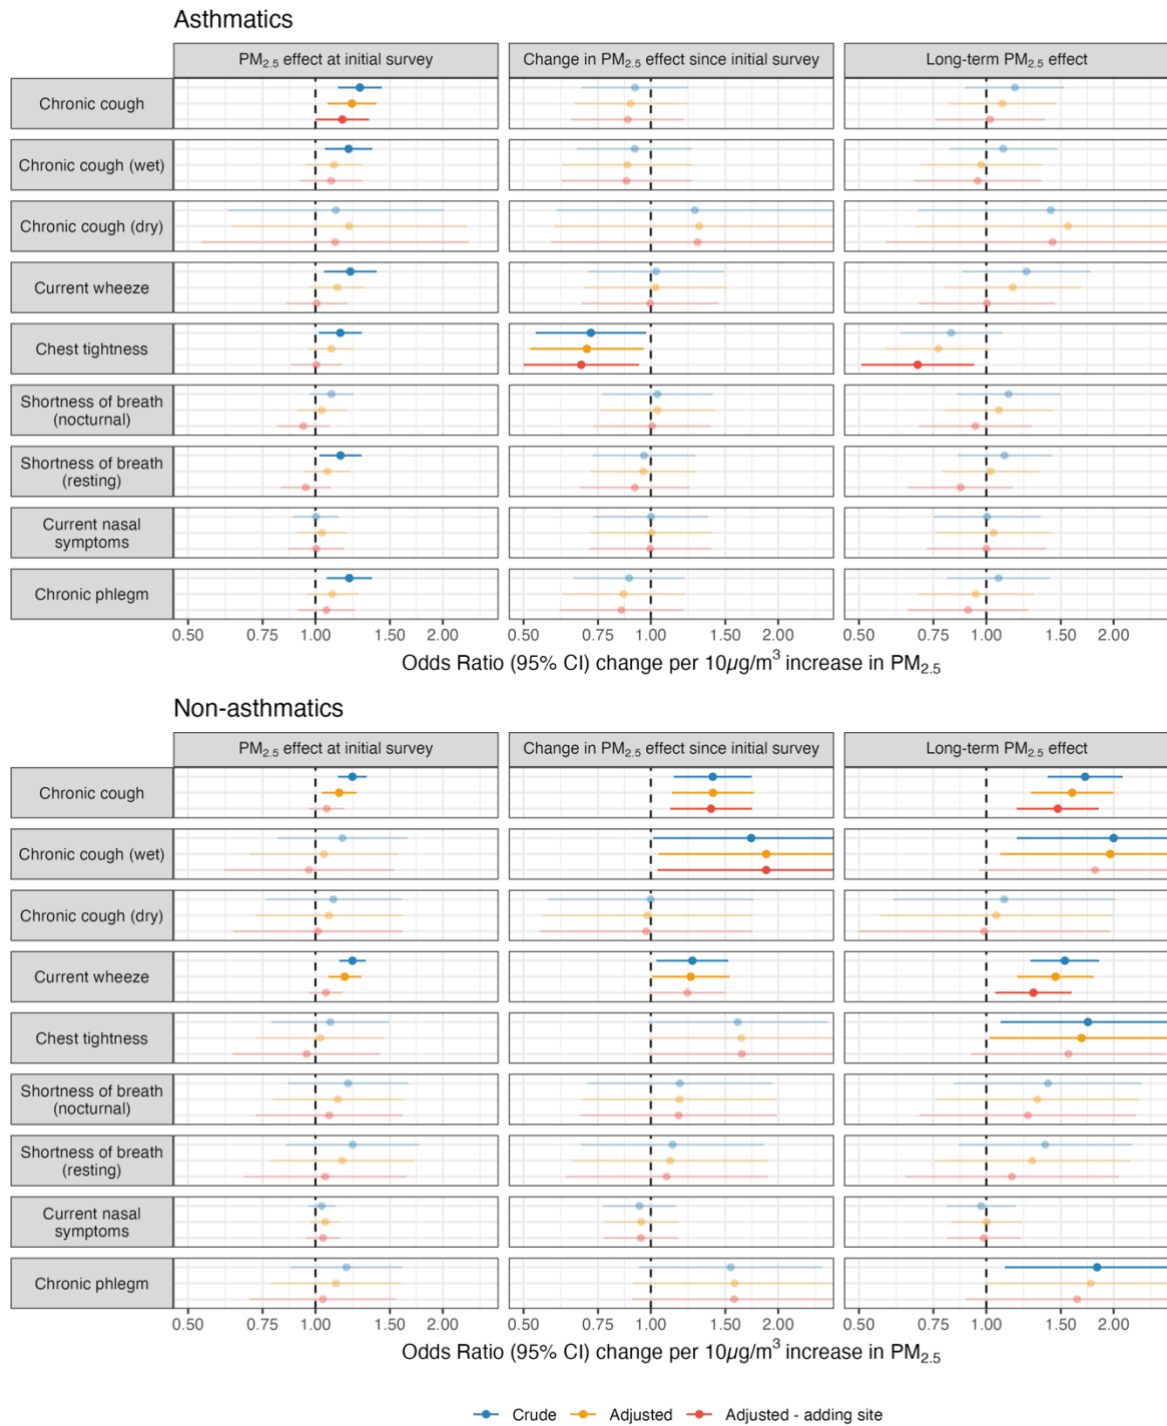 Asthmatics
PM2.5 effect at initial survey
Change in PM2.5 effect since initial survey
Long-term PM2.5 effect
Chronic cough
Chronic cough (wet)
Chronic cough (dry)
Current wheeze
Chest tightness
Shortness of breath
(nocturnal)
Shortness of breath
(resting)
Current nasal
symptoms
Chronic phlegm
0.50 0.75 1.00 1.50 2.00
0.50 0.75 1.00 1.50 2.00
0.50 0.75 1.00 1.50 2.00
Odds Ratio (95% CI) change per 10µg/m³ increase in PM2.5
Non-asthmatics
PM2.5 effect at initial survey
Change in PM2.5 effect since initial survey
Long-term PM2.5 effect
Chronic cough
Chronic cough (wet)
Chronic cough (dry)
Current wheeze
Chest tightness
Shortness of breath
(nocturnal)
Shortness of breath
(resting)
Current nasal
symptoms
Chronic phlegm
0.50 0.75 1.00 1.50 2.00
0.50 0.75 1.00 1.50 2.00
0.50 0.75 1.00 1.50 2.00
Odds Ratio (95% CI) change per 10µg/m³ increase in PM2.5
Crude Adjusted Adjusted - adding site